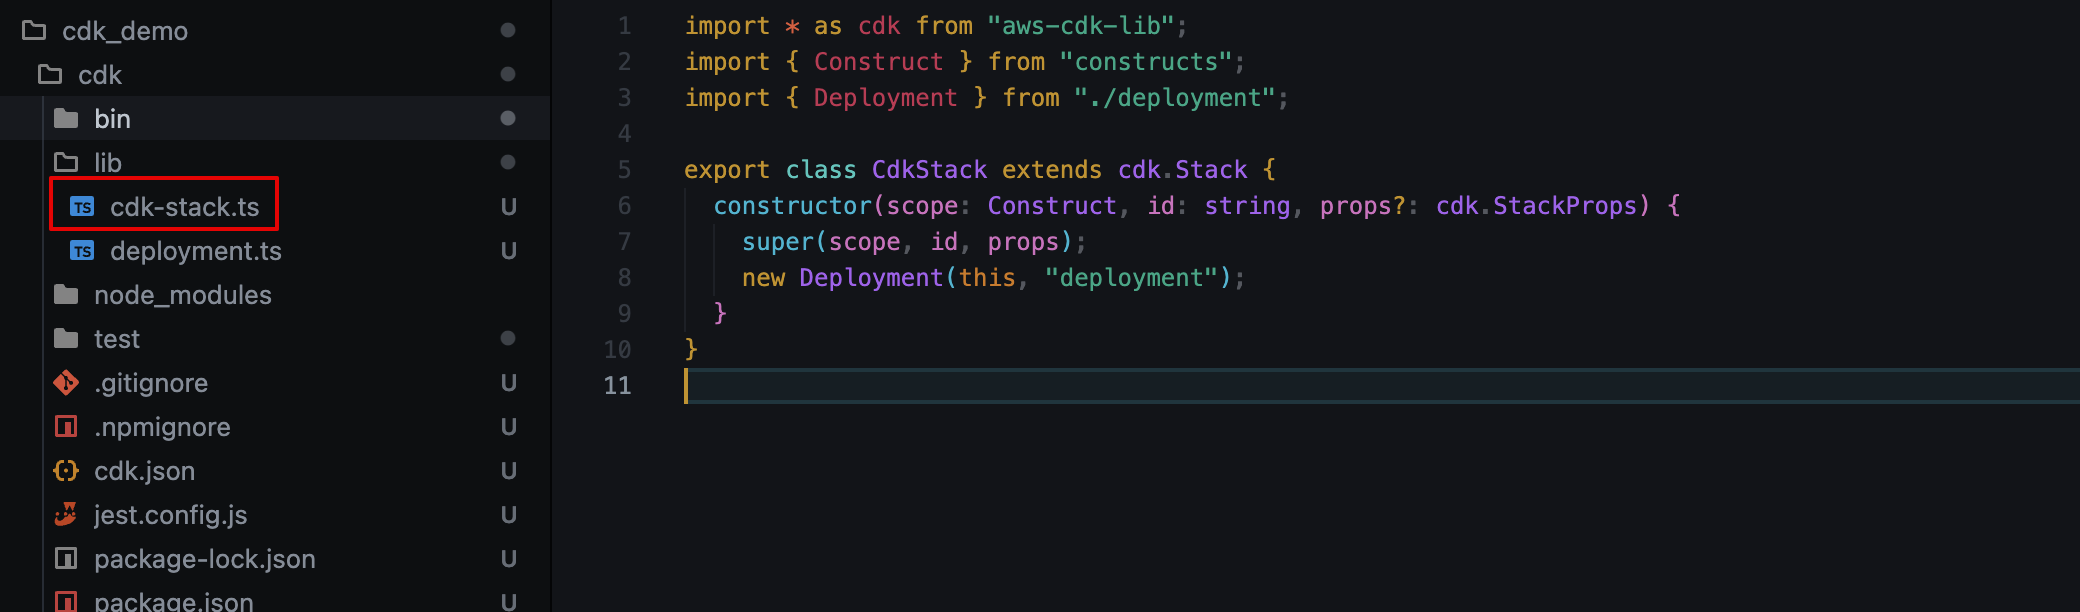 cdk_demo
cdk
bin
lib
TS cdk-stack.ts U
TS deployment.ts U
node_modules
test
.gitignore U
.npmignore U
cdk.json U
jest.config.js U
package-lock.json U
package.json U
1 import * as cdk from "aws-cdk-lib";
2 import { Construct } from "constructs";
3 import { Deployment } from "./deployment";
4
5 export class CdkStack extends cdk.Stack {
6   constructor(scope: Construct, id: string, props?: cdk.StackProps) {
7     super(scope, id, props);
8     new Deployment(this, "deployment");
9   }
10 }
11